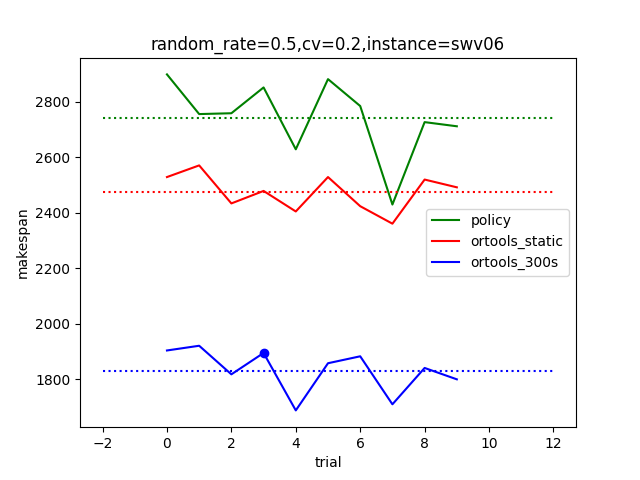 random_rate=0.5,cv=0.2,instance=swv06
makespan
2800
2600
2400
2200
2000
1800
policy
ortools_static
ortools_300s
−2
0
2
4
6
8
10
12
trial